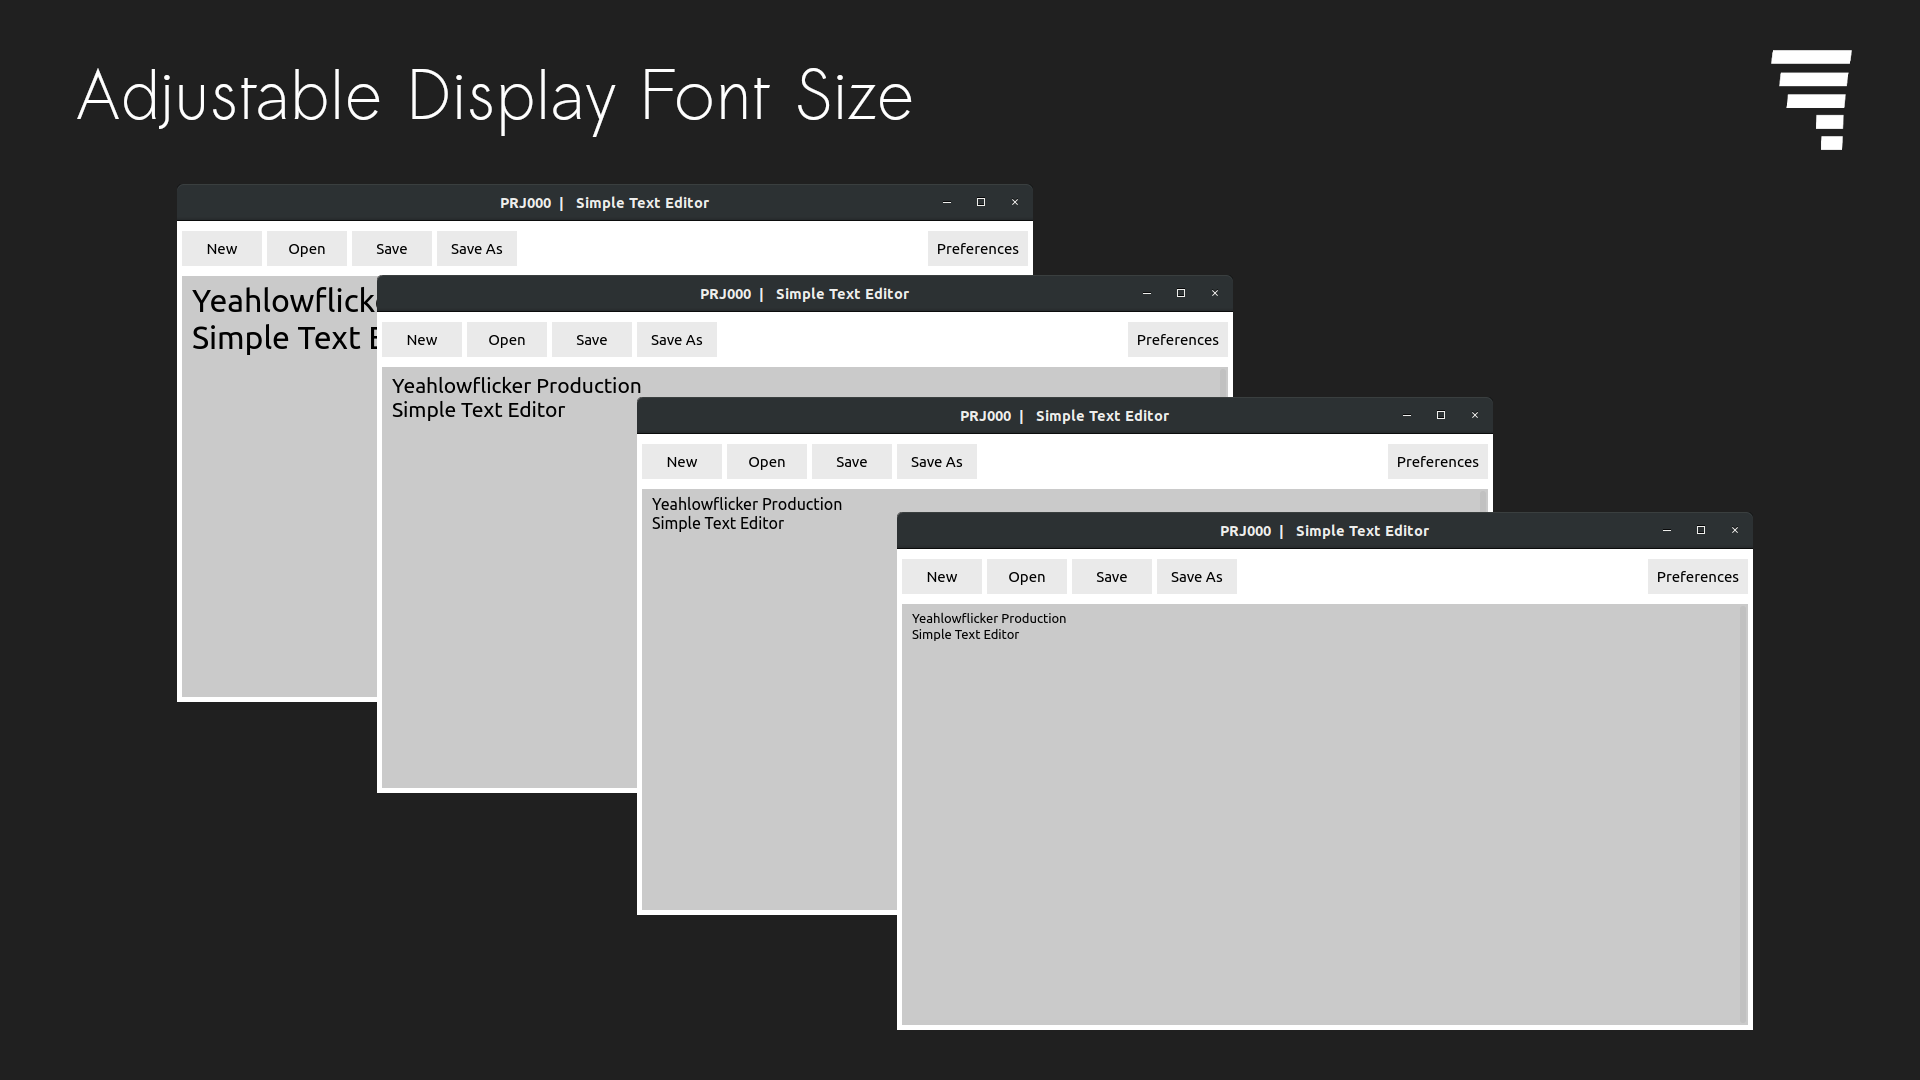 Adjustable Display Font Size
PRJ000 | Simple Text Editor
New Open Save Save As Preferences
Simple Text
PRJ000 | Simple Text Editor
New Open Save Save As Preferences
Yeahlowflicker Production
Simple Text Editor
PRJ000 | Simple Text Editor
New Open Save Save As Preferences
Yeahlowflicker Production
Simple Text Editor
PRJ000 | Simple Text Editor
New Open Save Save As Preferences
Yeahlowflicker Production
Simple Text Editor